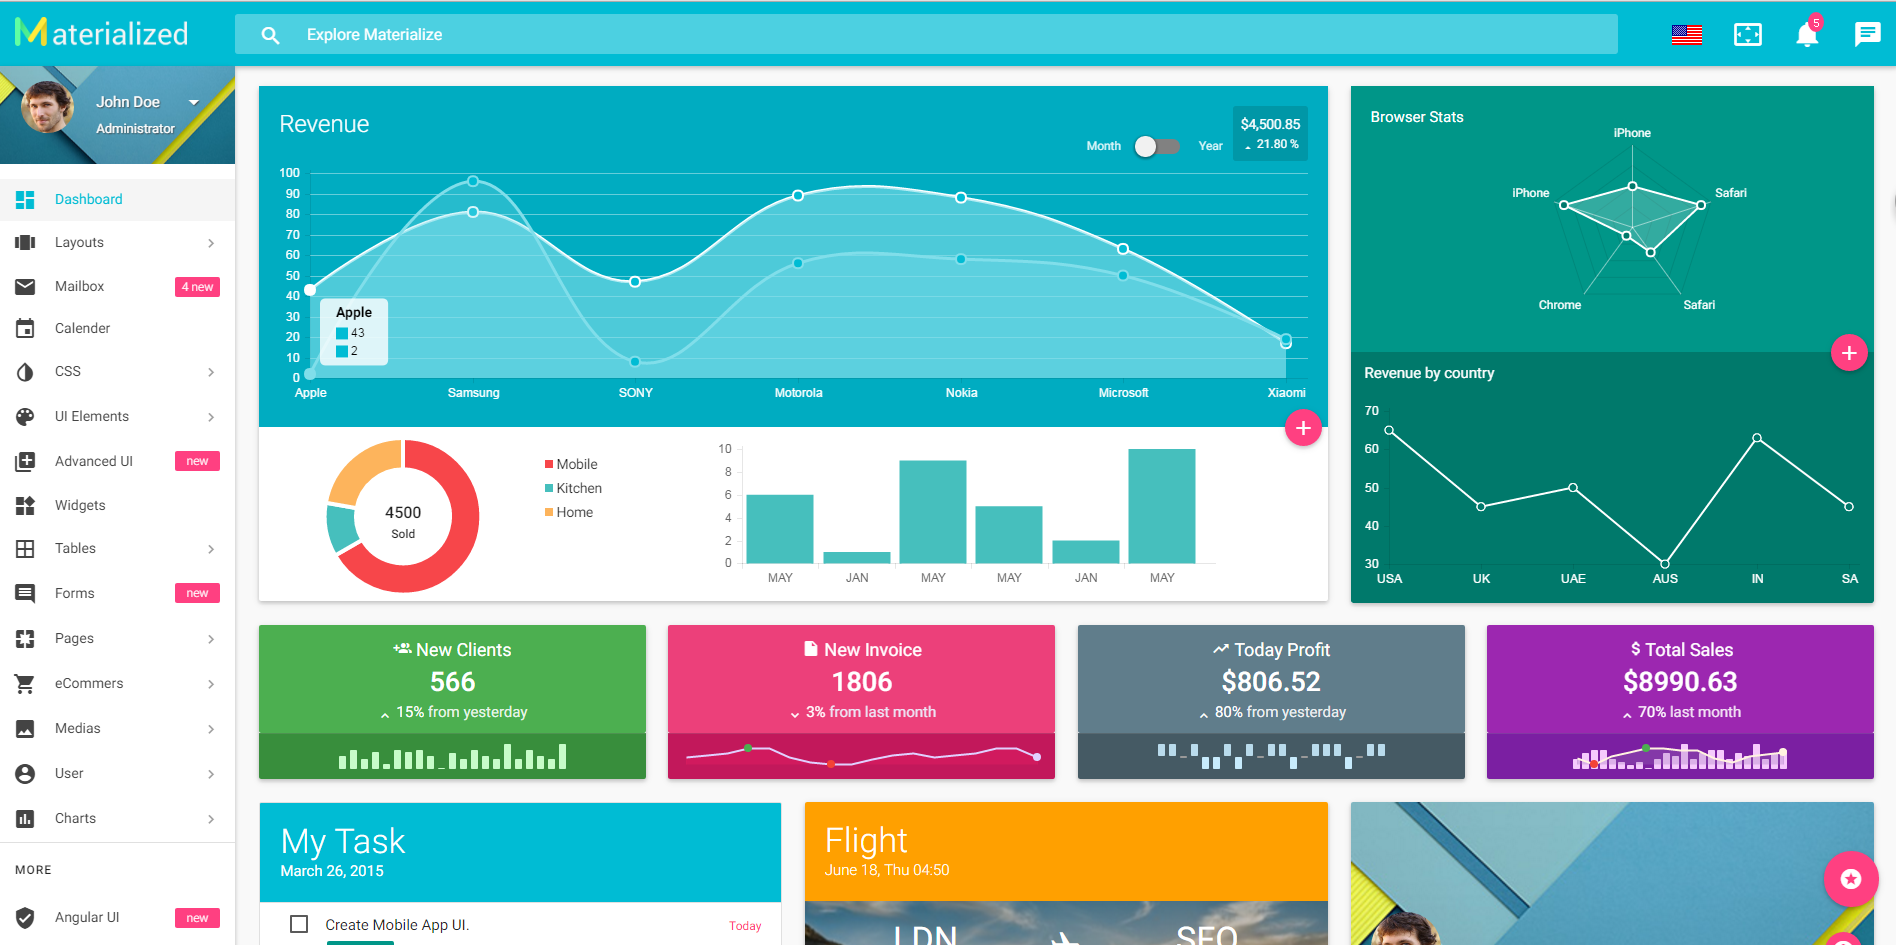 Materialized
Explore Materialize
5
John Doe
Administrator
Dashboard
Layouts
Mailbox
4 new
Calender
CSS
UI Elements
Advanced UI
new
Widgets
Tables
Forms
new
Pages
eCommers
Medias
User
Charts
MORE
Angular UI
new
Revenue
Month
Year
$4,500.85
21.80 %
100
90
80
70
60
50
40
30
20
10
0
Apple
43
2
Apple
Samsung
SONY
Motorola
Nokia
Microsoft
Xiaomi
4500
Sold
Mobile
Kitchen
Home
10
8
6
4
2
0
MAY
JAN
MAY
MAY
JAN
MAY
Browser Stats
iPhone
iPhone
Safari
Chrome
Safari
Revenue by country
70
60
50
40
30
USA
UK
UAE
AUS
IN
SA
New Clients
566
15% from yesterday
New Invoice
1806
3% from last month
Today Profit
$806.52
80% from yesterday
$ Total Sales
$8990.63
70% last month
My Task
March 26, 2015
Create Mobile App UI.
Today
Flight
June 18, Thu 04:50
LDN
SFO